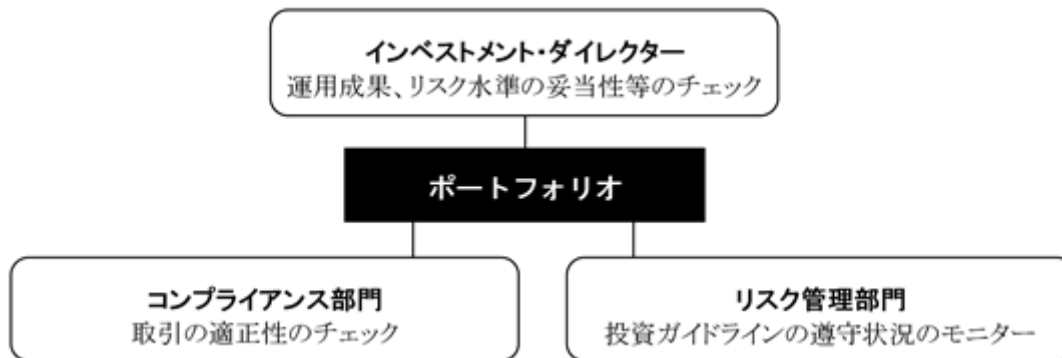 インベストメント・ダイレクター
運用成果、リスク水準の妥当性等のチェック
ポートフォリオ
コンプライアンス部門
取引の適正性のチェック
リスク管理部門
投資ガイドラインの遵守状況のモニター